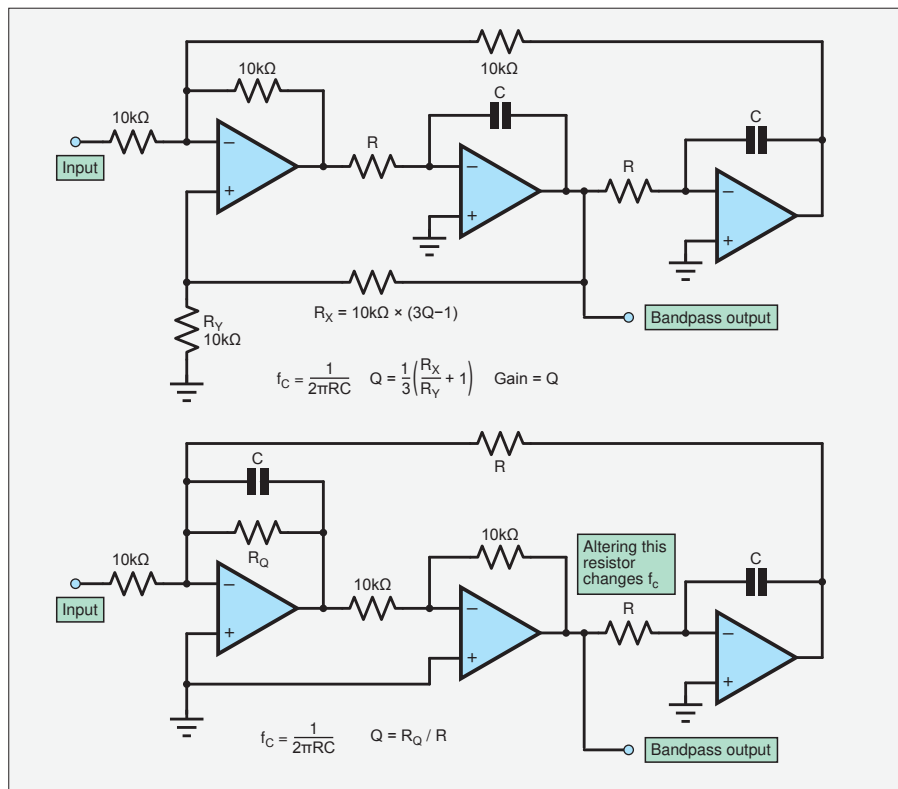 10kΩ
C
10kΩ
C
10kΩ
R
R
Input
–
+
–
+
–
+
R_Y
10kΩ
R_X = 10kΩ × (3Q–1)
Bandpass output
f_C = 1/2πRC Q = 1/3(R_X/R_Y + 1) Gain = Q
C
R
R_Q
10kΩ
10kΩ
10kΩ
Altering this
resistor
changes f_c
C
R
Input
–
+
–
+
–
+
f_C = 1/2πRC Q = R_Q / R
Bandpass output